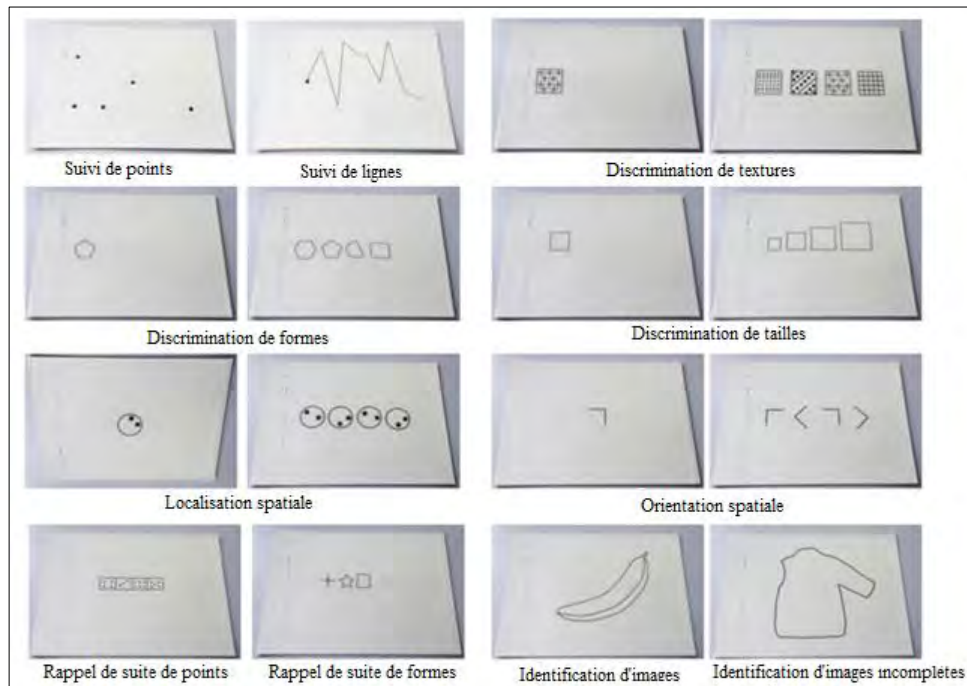 Suivi de points
Suivi de lignes
Discrimination de textures
Discrimination de formes
Discrimination de tailles
Localisation spatiale
Orientation spatiale
Rappel de suite de points
Rappel de suite de formes
Identification d'images
Identification d'images incomplétes